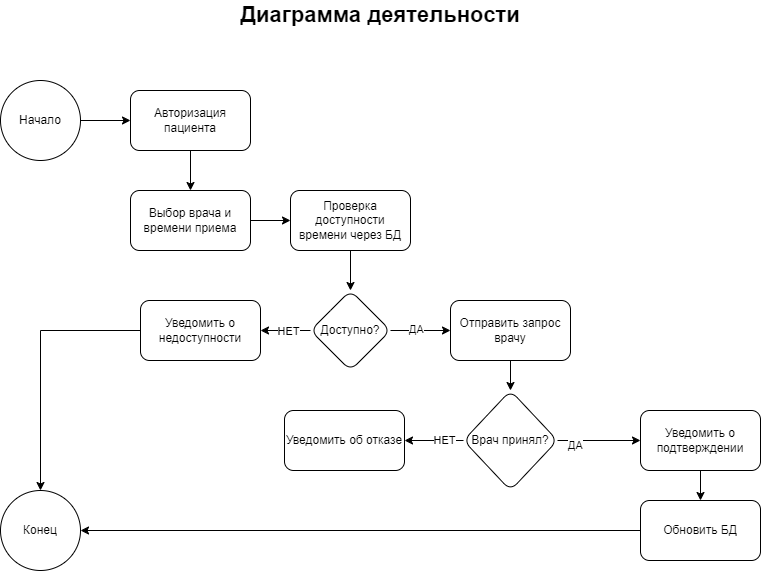 Диаграмма деятельности
Начало
Авторизация
пациента
Выбор врача и
времени приема
Проверка
доступности
времени через БД
Уведомить о
недоступности
НЕТ
Доступно?
ДА
Отправить запрос
врачу
Уведомить об отказе
НЕТ
Врач принял?
ДА
Уведомить о
подтверждении
Конец
Обновить БД